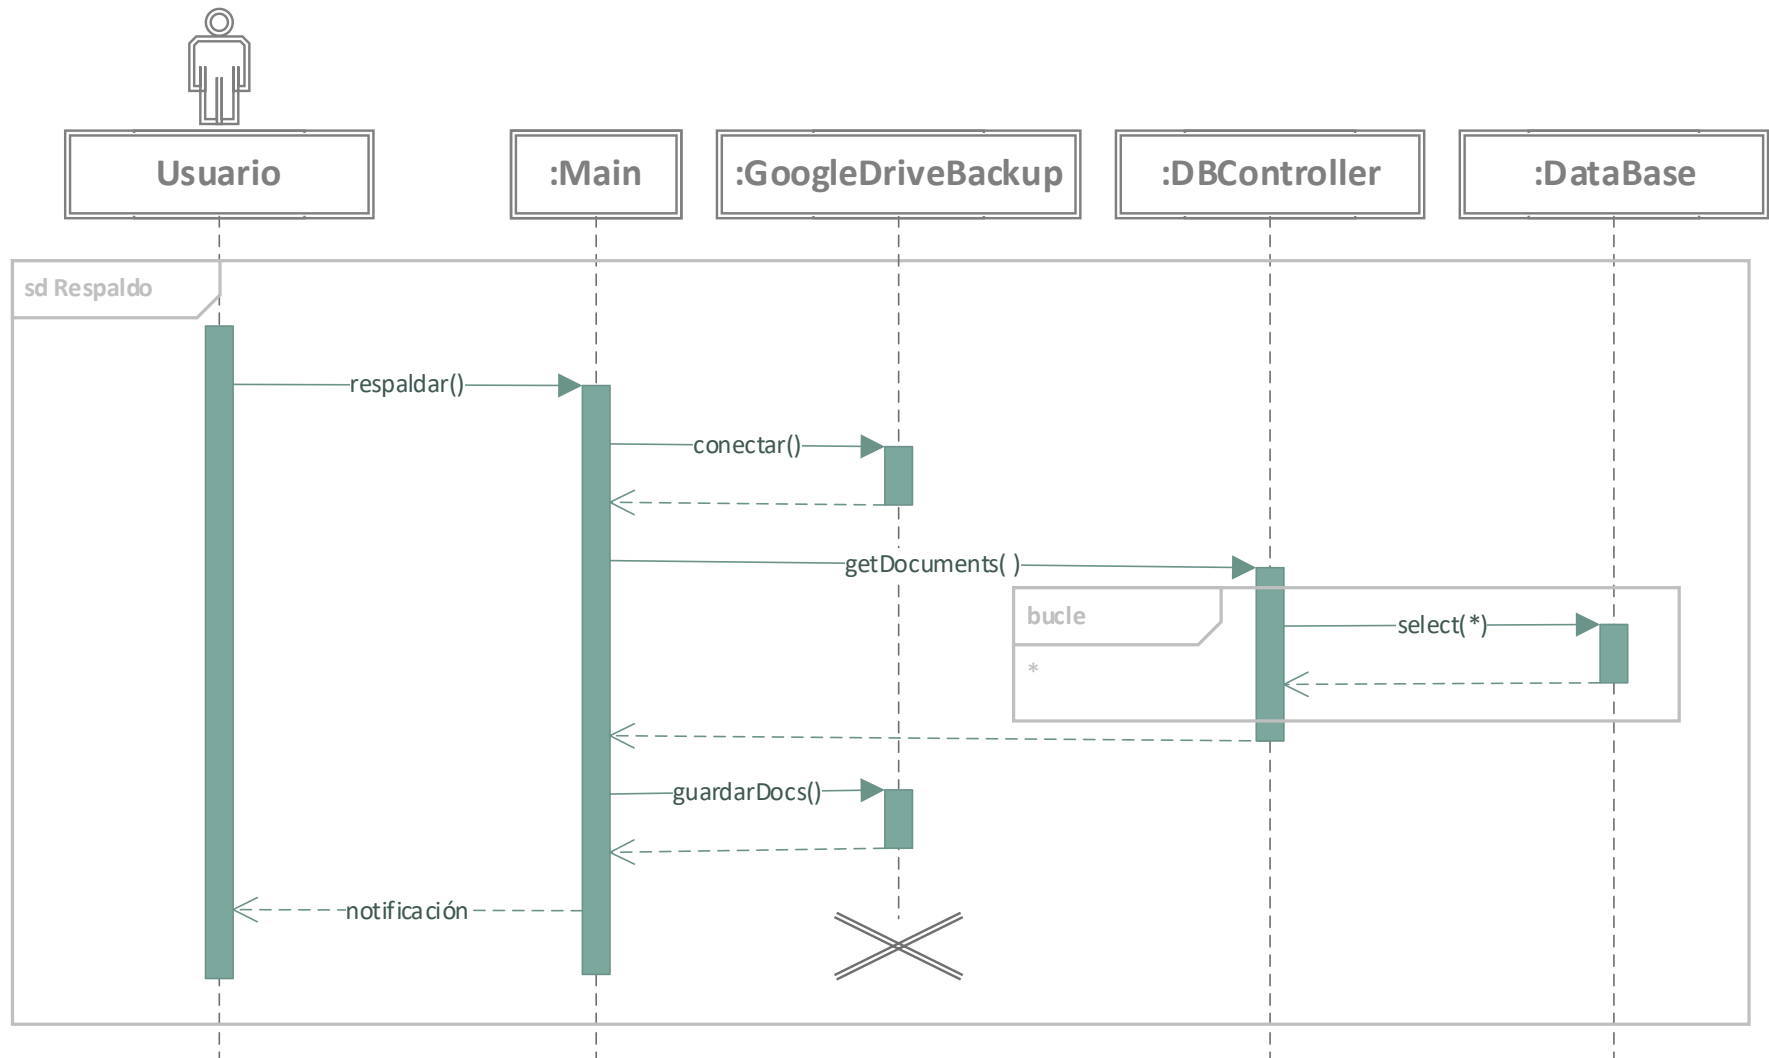 Usuario
:Main
:GoogleDriveBackup
:DBController
:DataBase
sd Respaldo
respaldar()
conectar()
getDocuments( )
bucle
select(*)
*
guardarDocs()
notificación